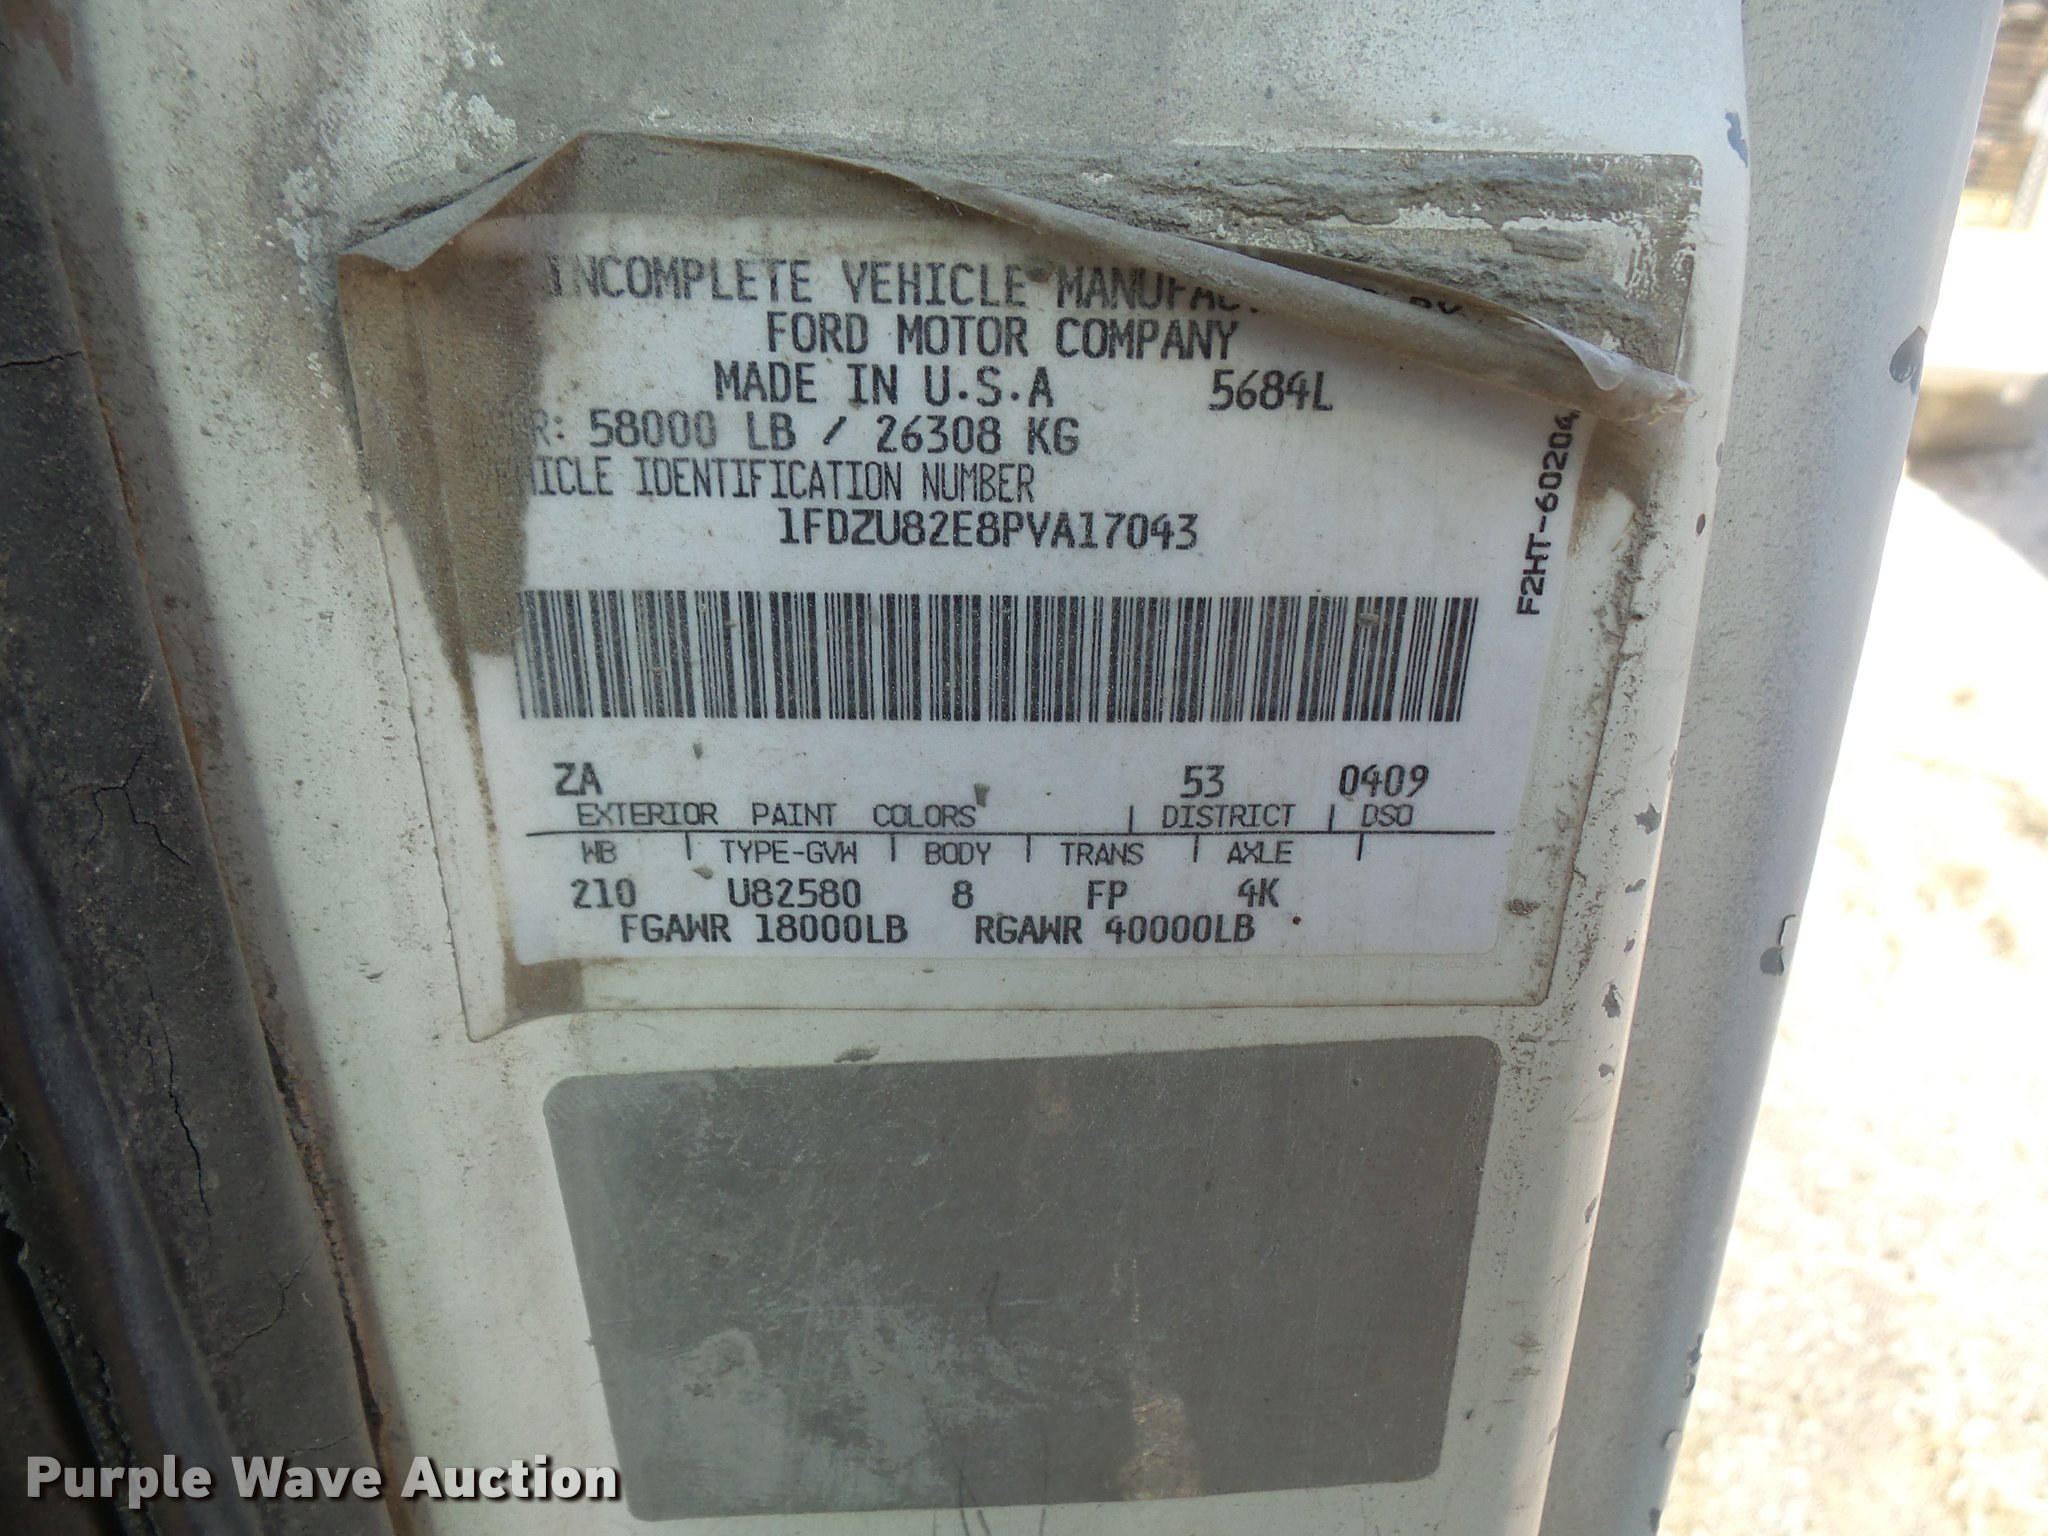 INCOMPLETE VEHICLE MANUFAC BY
FORD MOTOR COMPANY
MADE IN U.S.A 5684L
R: 58000 LB / 26308 KG
HICLE IDENTIFICATION NUMBER
1FDZU82E8PVA17043
F2HT-60204
ZA 53 0409
EXTERIOR PAINT COLORS | DISTRICT | DSO
WB | TYPE-GVW | BODY | TRANS | AXLE |
210 U82580 8 FP 4K
FGAWR 18000LB RGAWR 40000LB
Purple Wave Auction